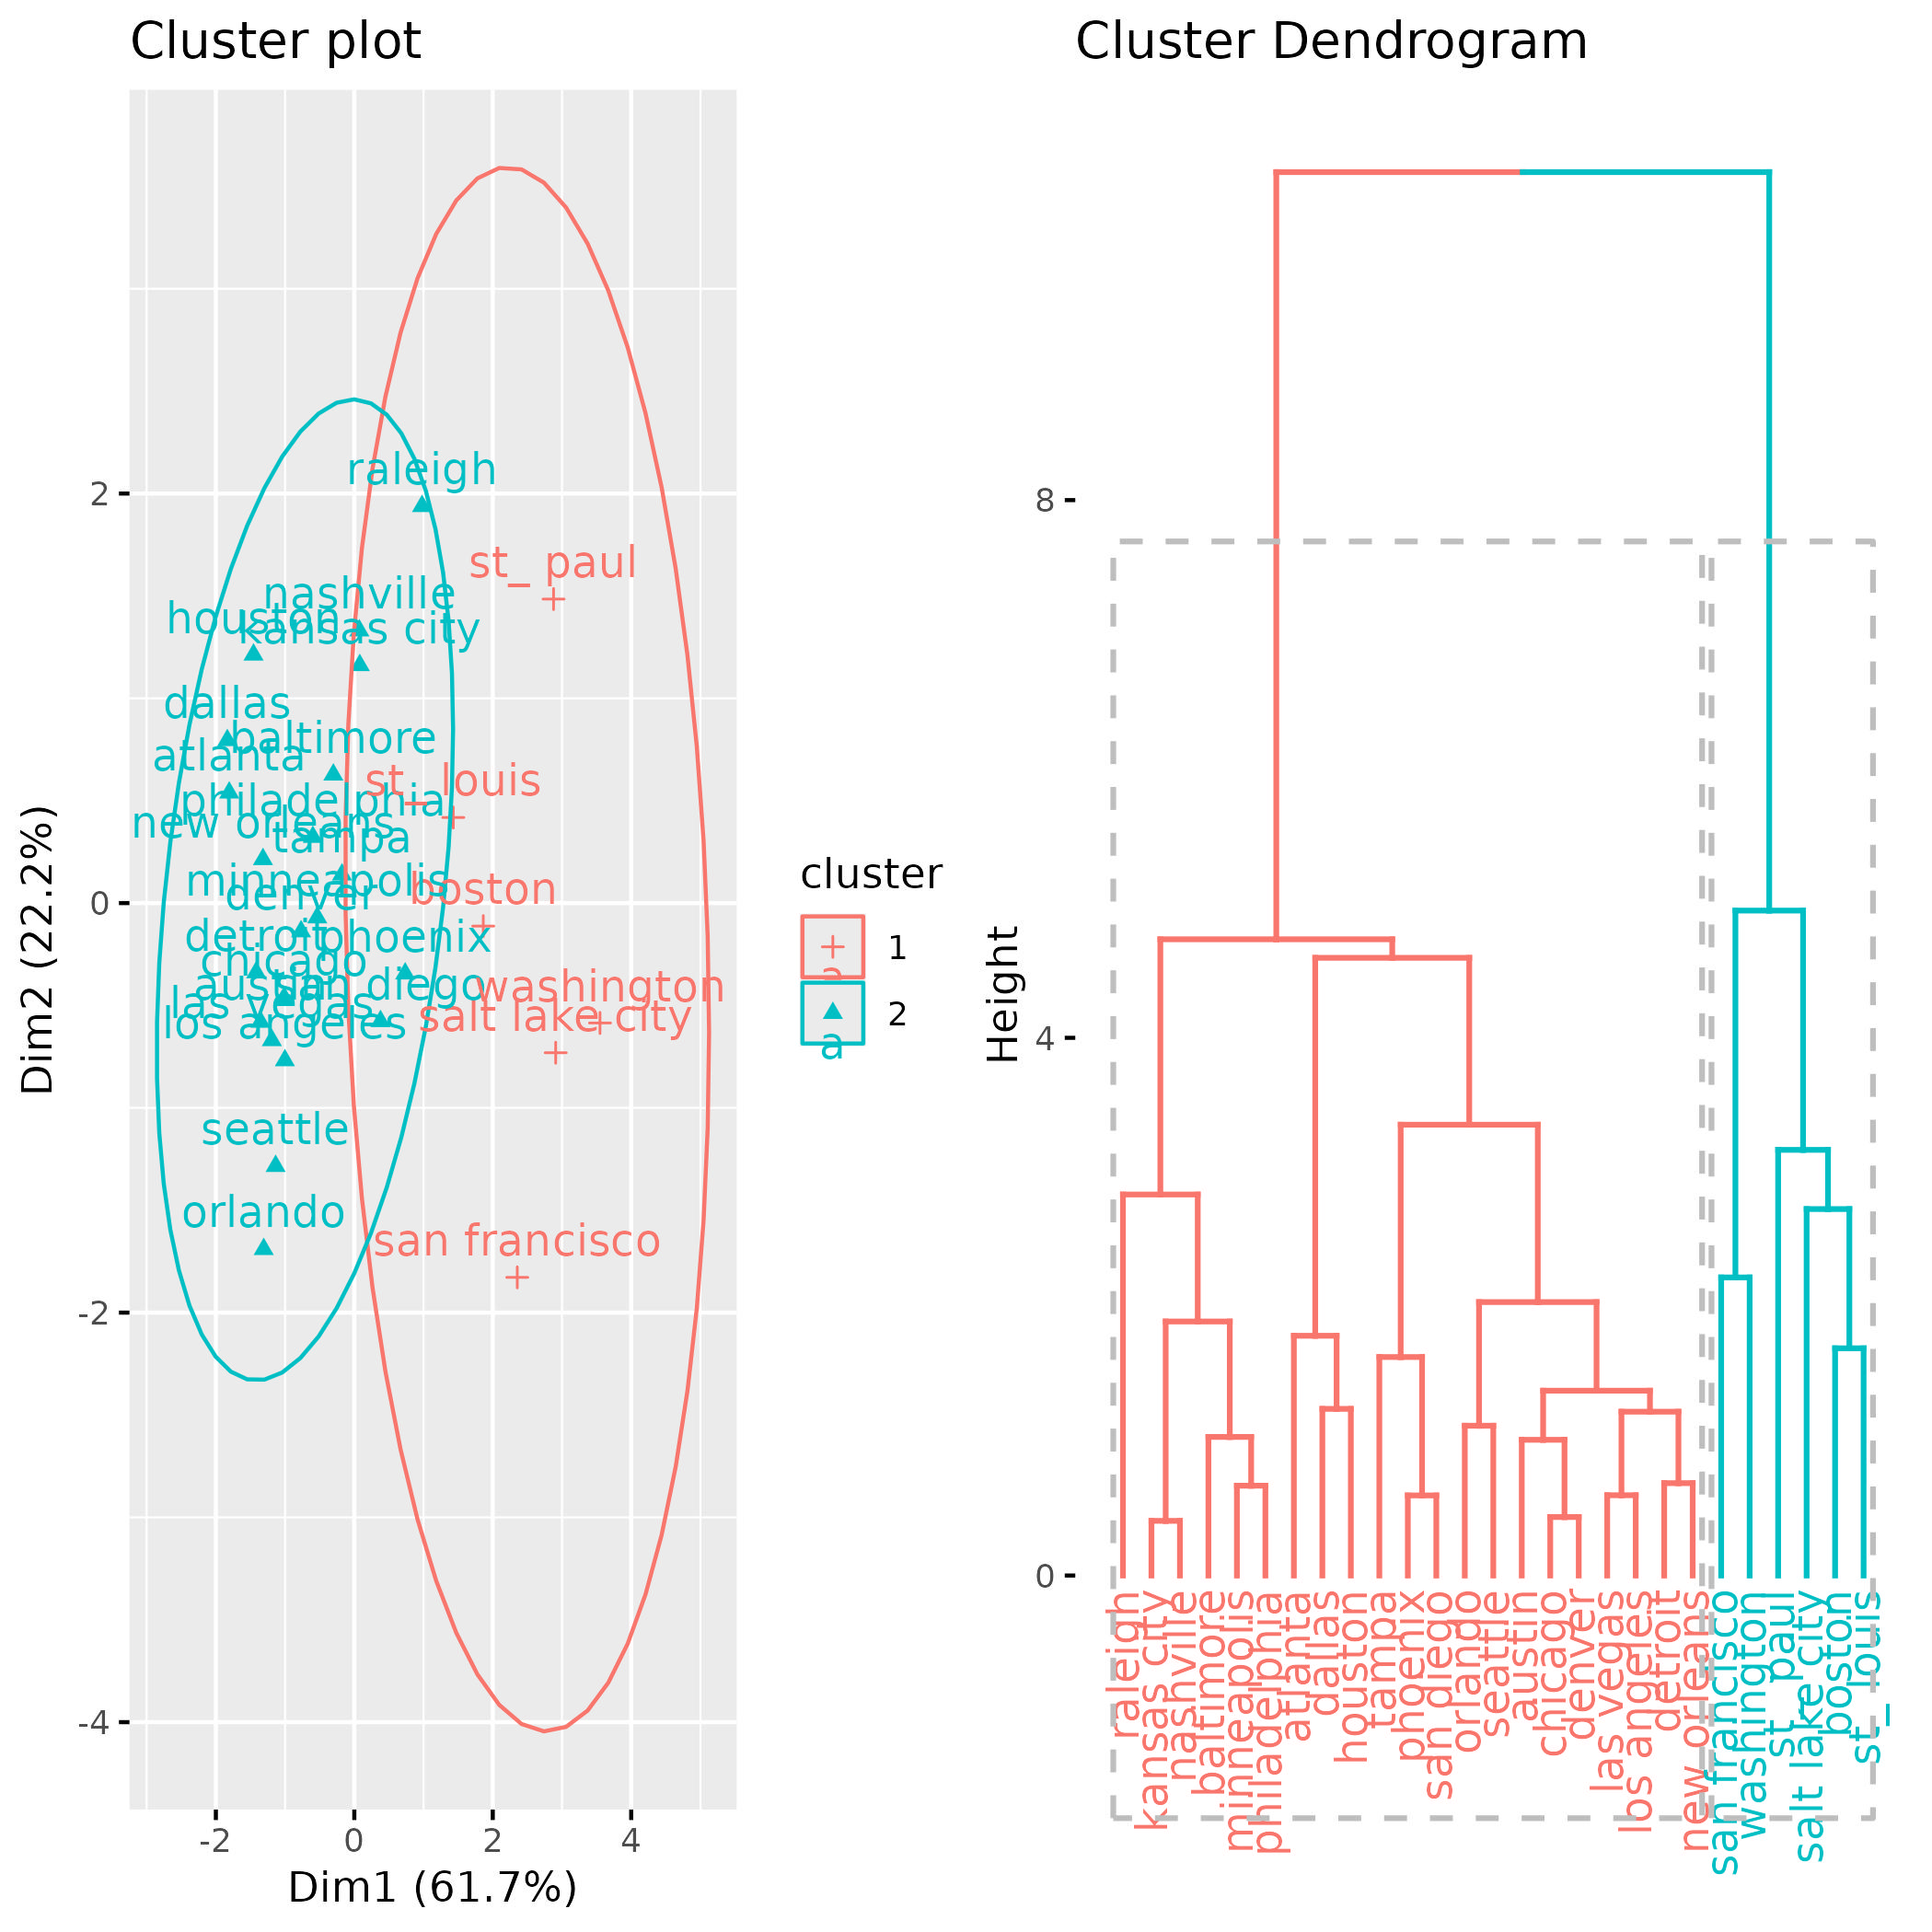 Cluster plot
raleigh
st_ paul
nashville
houston
kansas city
dallas
baltimore
atlanta
st_ louis
philadelphia
new orleans
tampa
minneapolis
boston
denver
detroit
phoenix
chicago
austin
san diego
washington
las vegas
salt lake city
los angeles
seattle
orlando
san francisco
2
0
-2
-4
-2
0
2
4
Dim1 (61.7%)
Dim2 (22.2%)
cluster
a
1
a
2
Cluster Dendrogram
8
4
0
Height
raleigh
kansas city
nashville
baltimore
minneapolis
philadelphia
atlanta
dallas
houston
tampa
phoenix
san diego
orlando
seattle
austin
chicago
denver
las vegas
los angeles
detroit
new orleans
san francisco
washington
st_ paul
salt lake city
boston
st_ louis